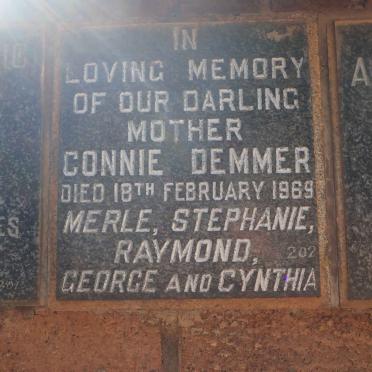 IN
LOVING MEMORY
OF OUR DARLING
MOTHER
CONNIE DEMMER
DIED 18TH FEBRUARY 1969
MERLE, STEPHANIE,
RAYMOND, 202
GEORGE AND CYNTHIA